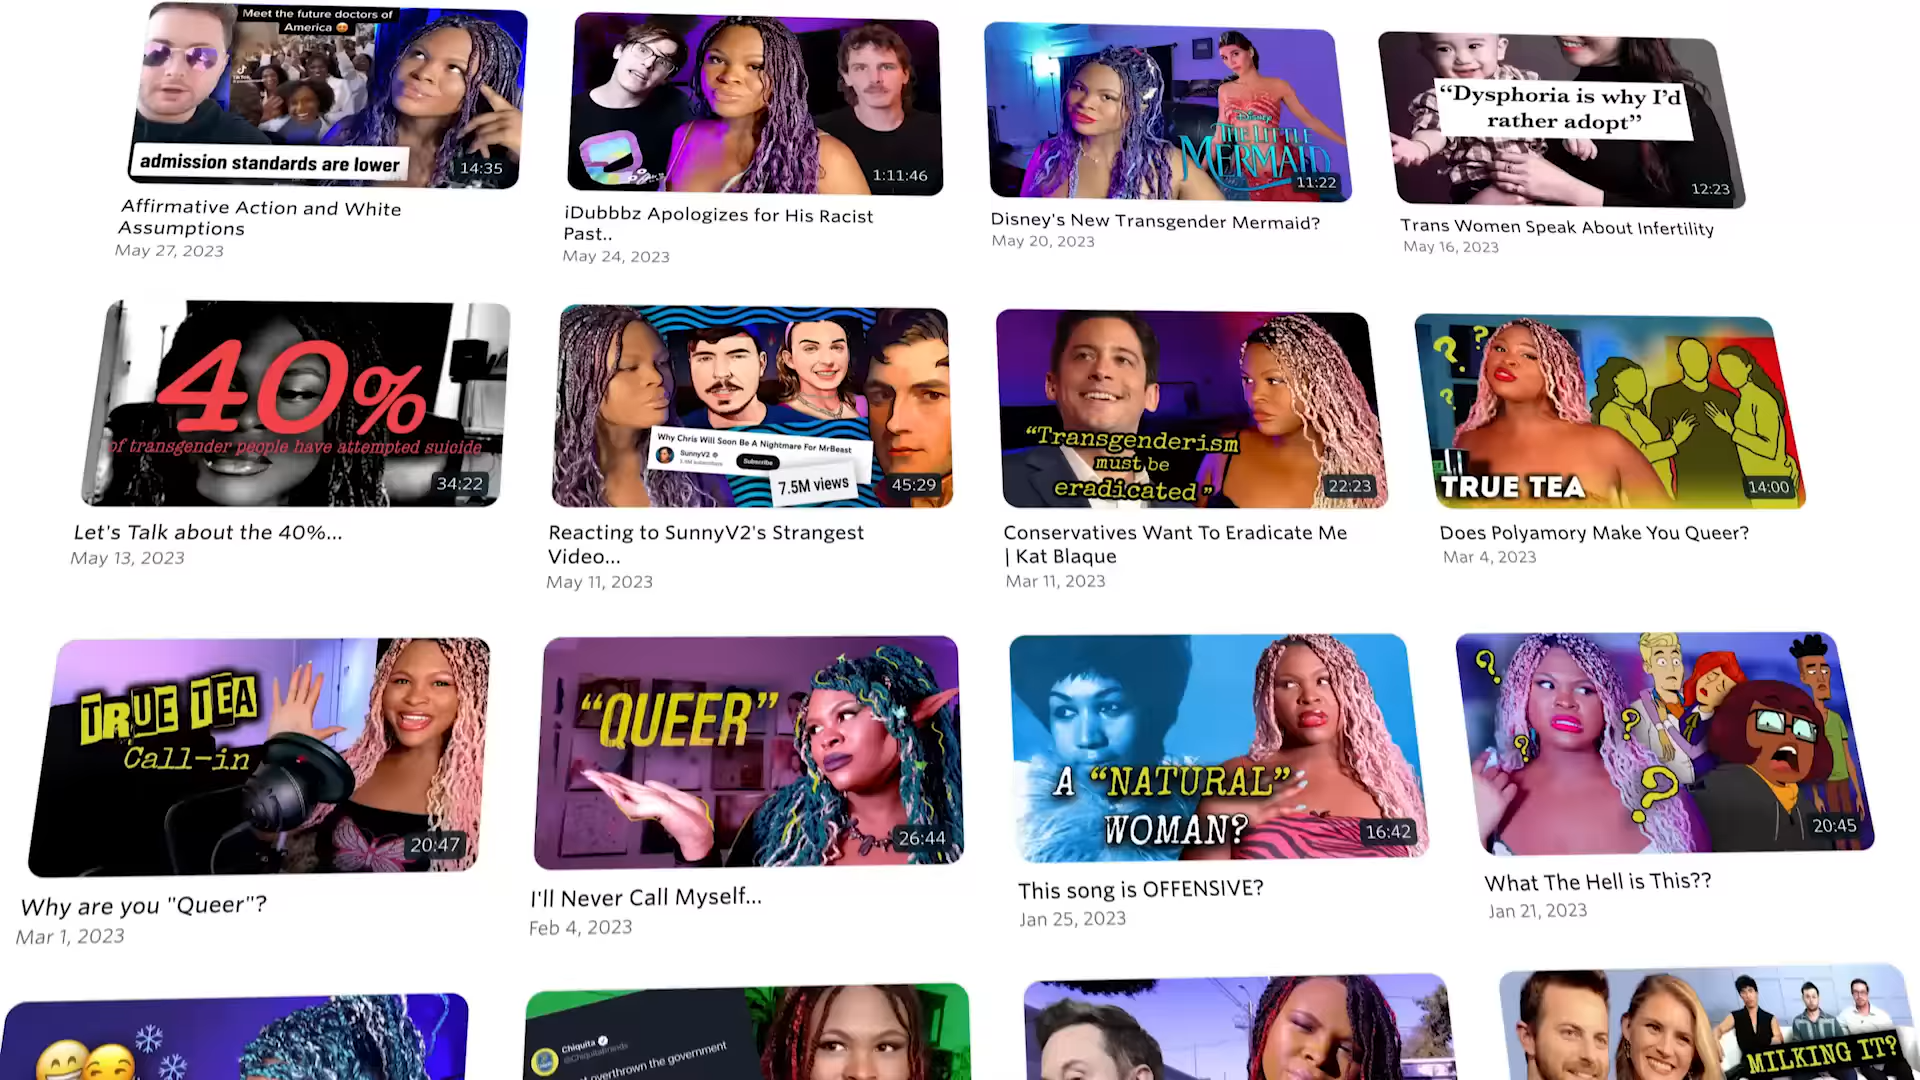 Meet the future doctors of
America
admission standards are lower
14:35
Affirmative Action and White
Assumptions
May 27, 2023
1:11:46
iDubbbz Apologizes for His Racist
Past..
May 24, 2023
Disney
THE LITTLE
MERMAID
11:22
Disney's New Transgender Mermaid?
May 20, 2023
“Dysphoria is why I’d
rather adopt”
12:23
Trans Women Speak About Infertility
May 16, 2023
40%
of transgender people have attempted suicide
34:22
Let's Talk about the 40%...
May 13, 2023
Why Chris Will Soon Be A Nightmare For MrBeast
SunnyV2
Subscribe
7.5M views
45:29
Reacting to SunnyV2's Strangest
Video...
May 11, 2023
“Transgenderism
must be
eradicated”
22:23
Conservatives Want To Eradicate Me
| Kat Blaque
Mar 11, 2023
TRUE TEA
14:00
Does Polyamory Make You Queer?
Mar 4, 2023
TRUE TEA
Call-in
20:47
Why are you "Queer"?
Mar 1, 2023
“QUEER”
26:44
I'll Never Call Myself...
Feb 4, 2023
A “NATURAL”
WOMAN?
16:42
This song is OFFENSIVE?
Jan 25, 2023
20:45
What The Hell is This??
Jan 21, 2023
Chiquita
@Chiquitabrands
overthrown the government
MILKING IT?